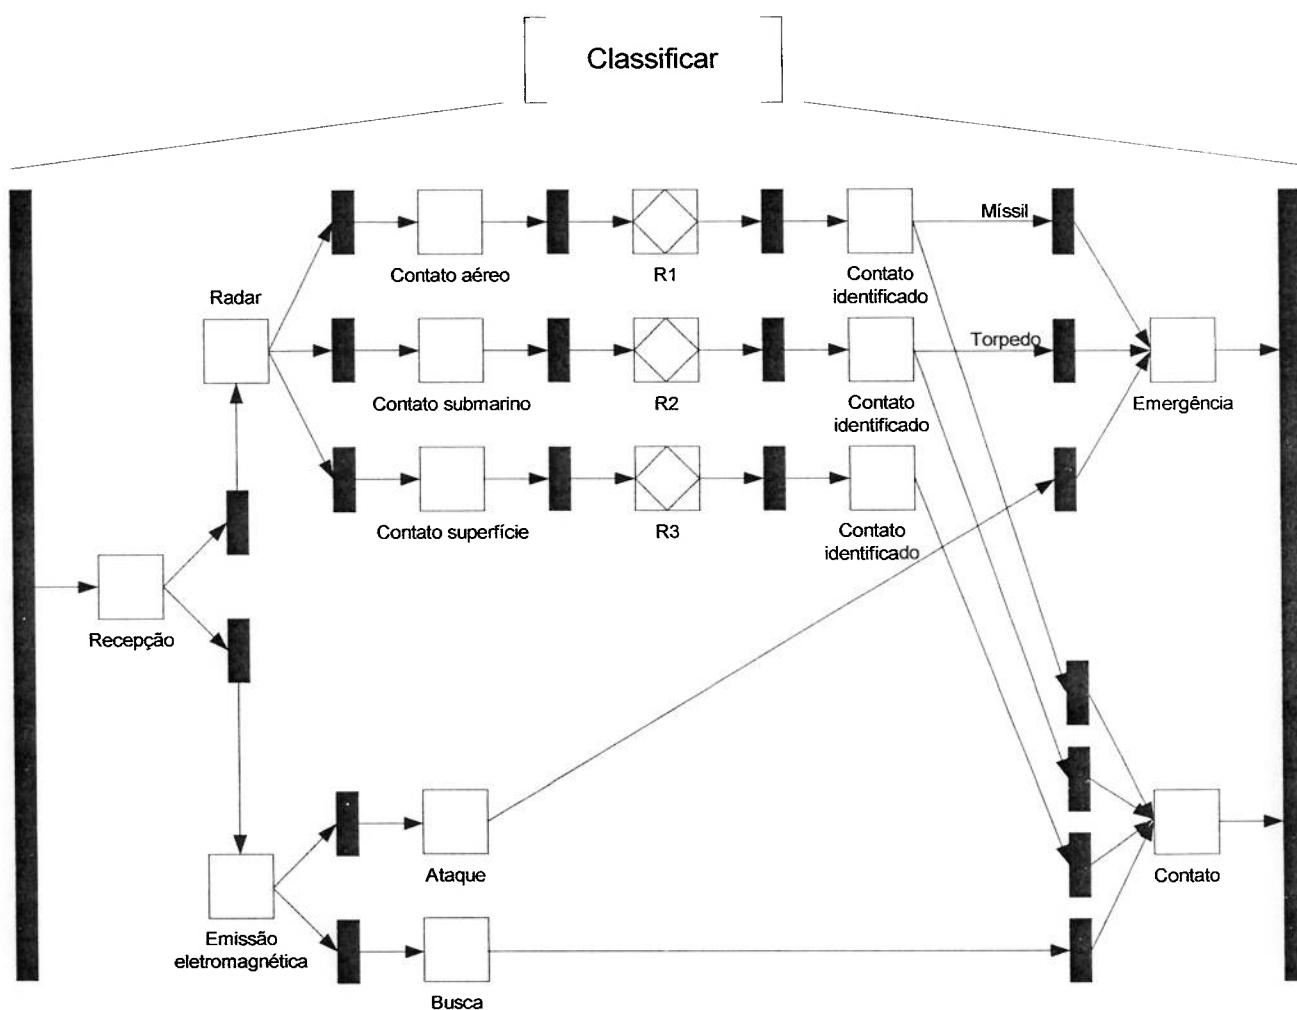 Classificar
Míssil
Contato aéreo
R1
Contato
identificado
Radar
Torpedo
Contato submarino
R2
Contato
identificado
Emergência
Contato superfície
R3
Contato
identificado
Recepção
Ataque
Contato
Emissão
eletromagnética
Busca